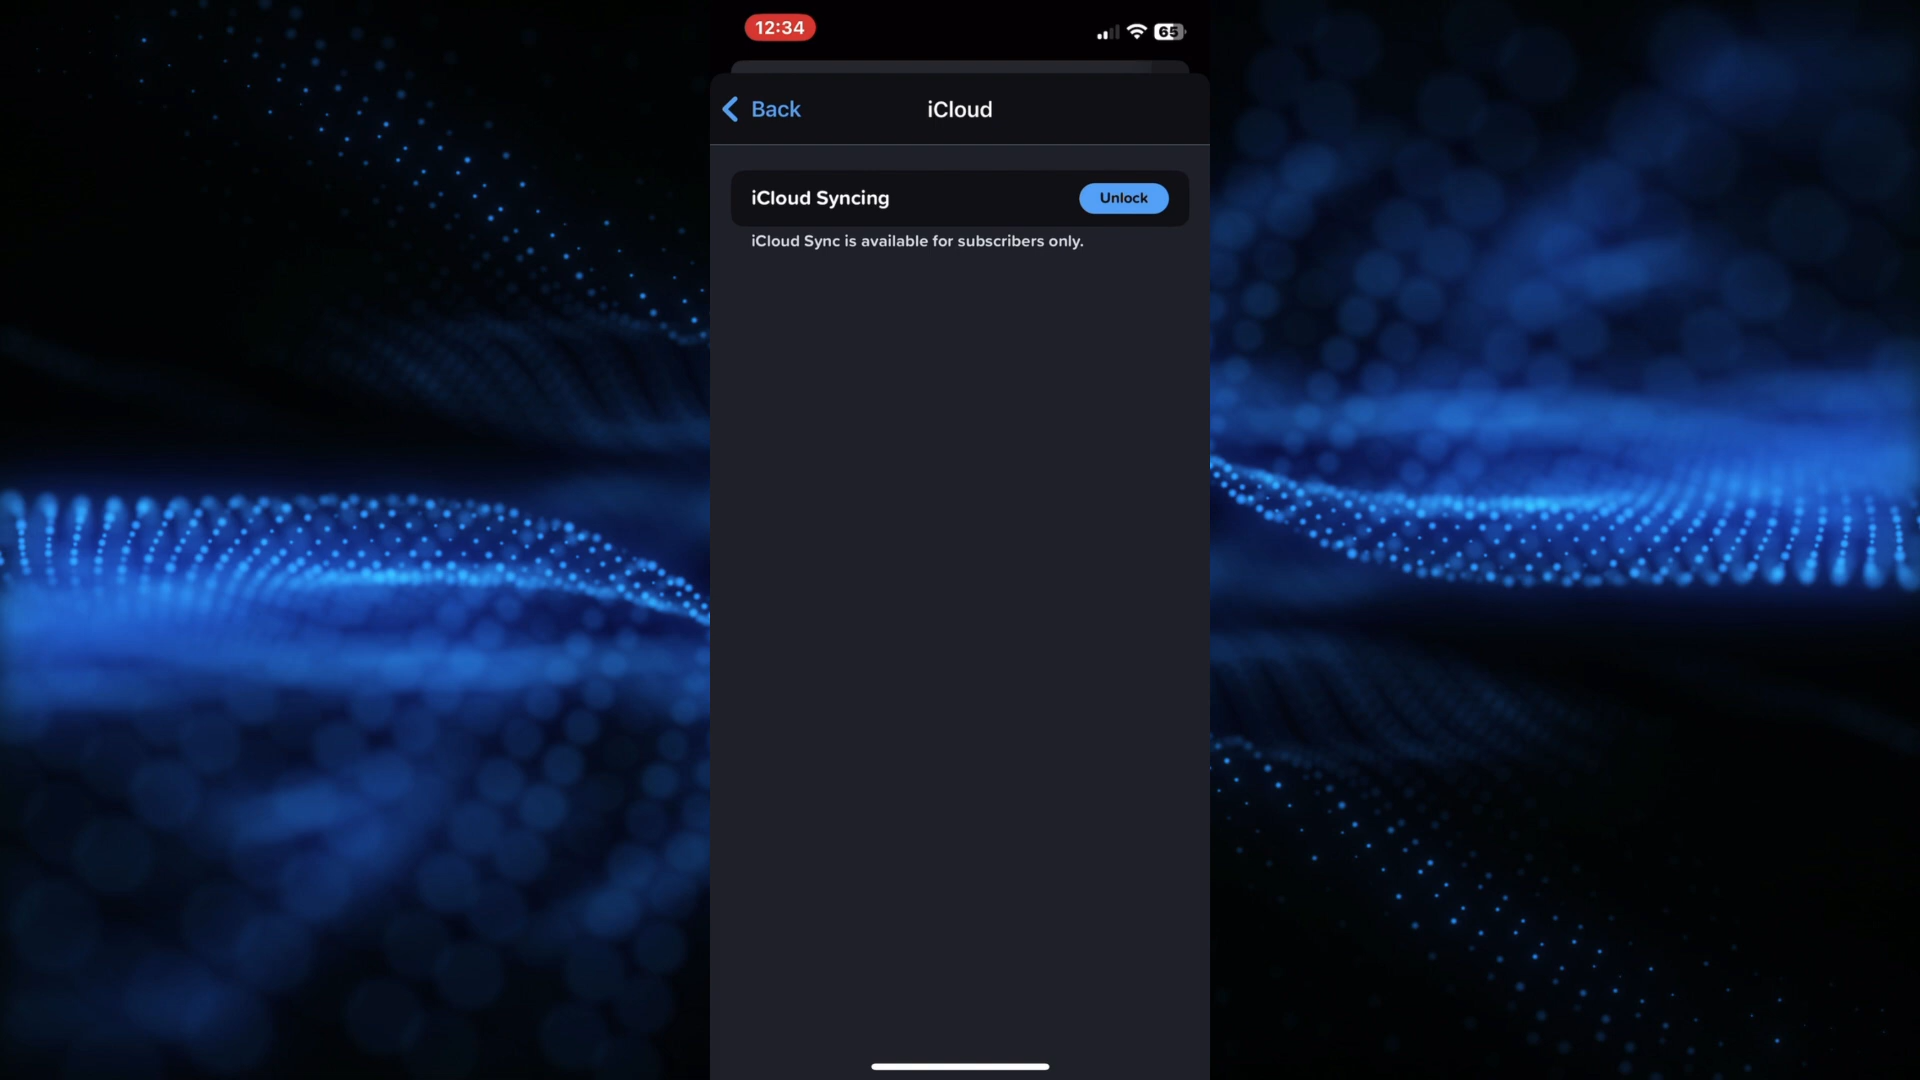 12:34
65
Back
iCloud
iCloud Syncing
Unlock
iCloud Sync is available for subscribers only.